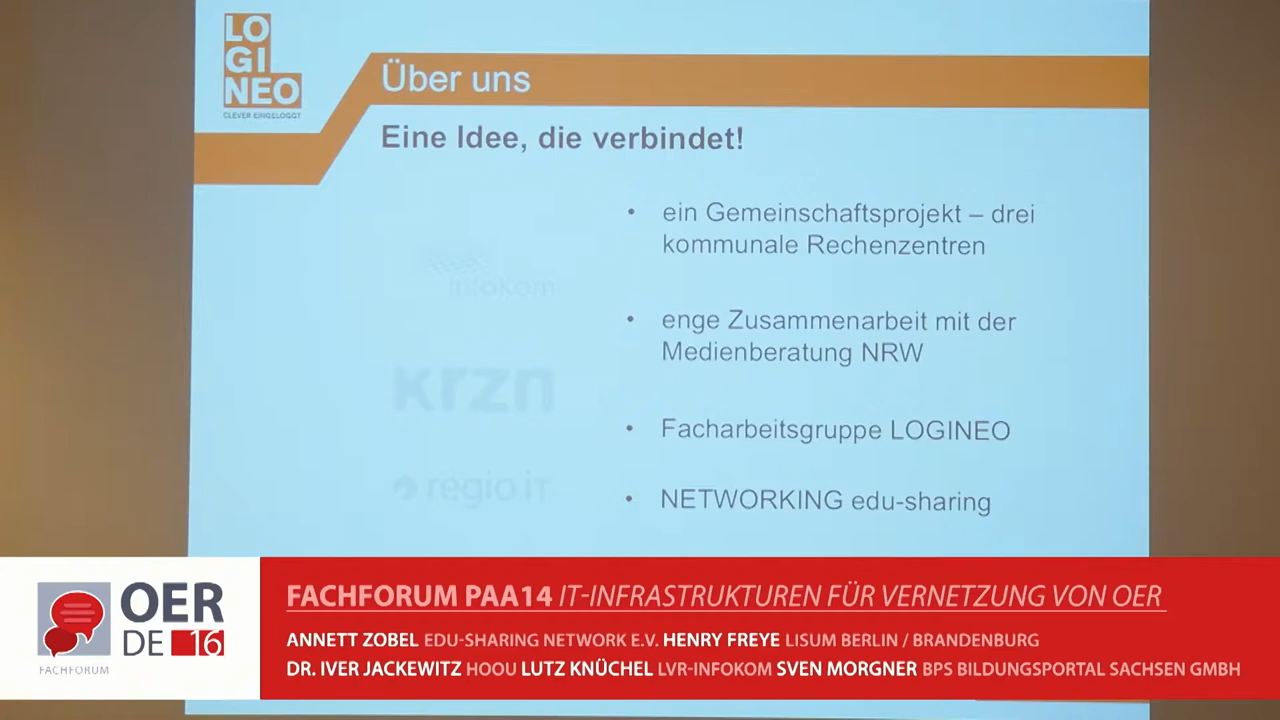 LO
GI
NEO
CLEVER EINGELOGGT
Über uns
Eine Idee, die verbindet!
• ein Gemeinschaftsprojekt – drei
kommunale Rechenzentren
infokom
• enge Zusammenarbeit mit der
Medienberatung NRW
krzn
• Facharbeitsgruppe LOGINEO
regio iT
• NETWORKING edu-sharing
OER
DE 16
FACHFORUM
FACHFORUM PAA14 IT-INFRASTRUKTUREN FÜR VERNETZUNG VON OER
ANNETT ZOBEL EDU-SHARING NETWORK E.V. HENRY FREYE LISUM BERLIN / BRANDENBURG
DR. IVER JACKEWITZ HOOU LUTZ KNÜCHEL LVR-INFOKOM SVEN MORGNER BPS BILDUNGSPORTAL SACHSEN GMBH